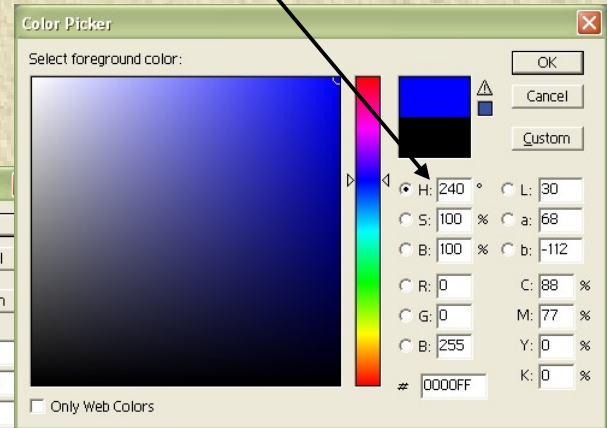 Color Picker
Select foreground color:
OK
Cancel
Custom
H: 240 ° L: 30
S: 100 % a: 68
B: 100 % b: -112
R: 0 C: 88 %
G: 0 M: 77 %
B: 255 Y: 0 %
# 0000FF K: 0 %
Only Web Colors